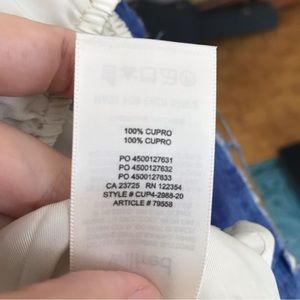 100% CUPRO
100% CUPRO
PO 4500127631
PO 4500127632
PO 4500127633
CA 23725 RN 122354
STYLE # CUP4-2988-20
ARTICLE # 79558